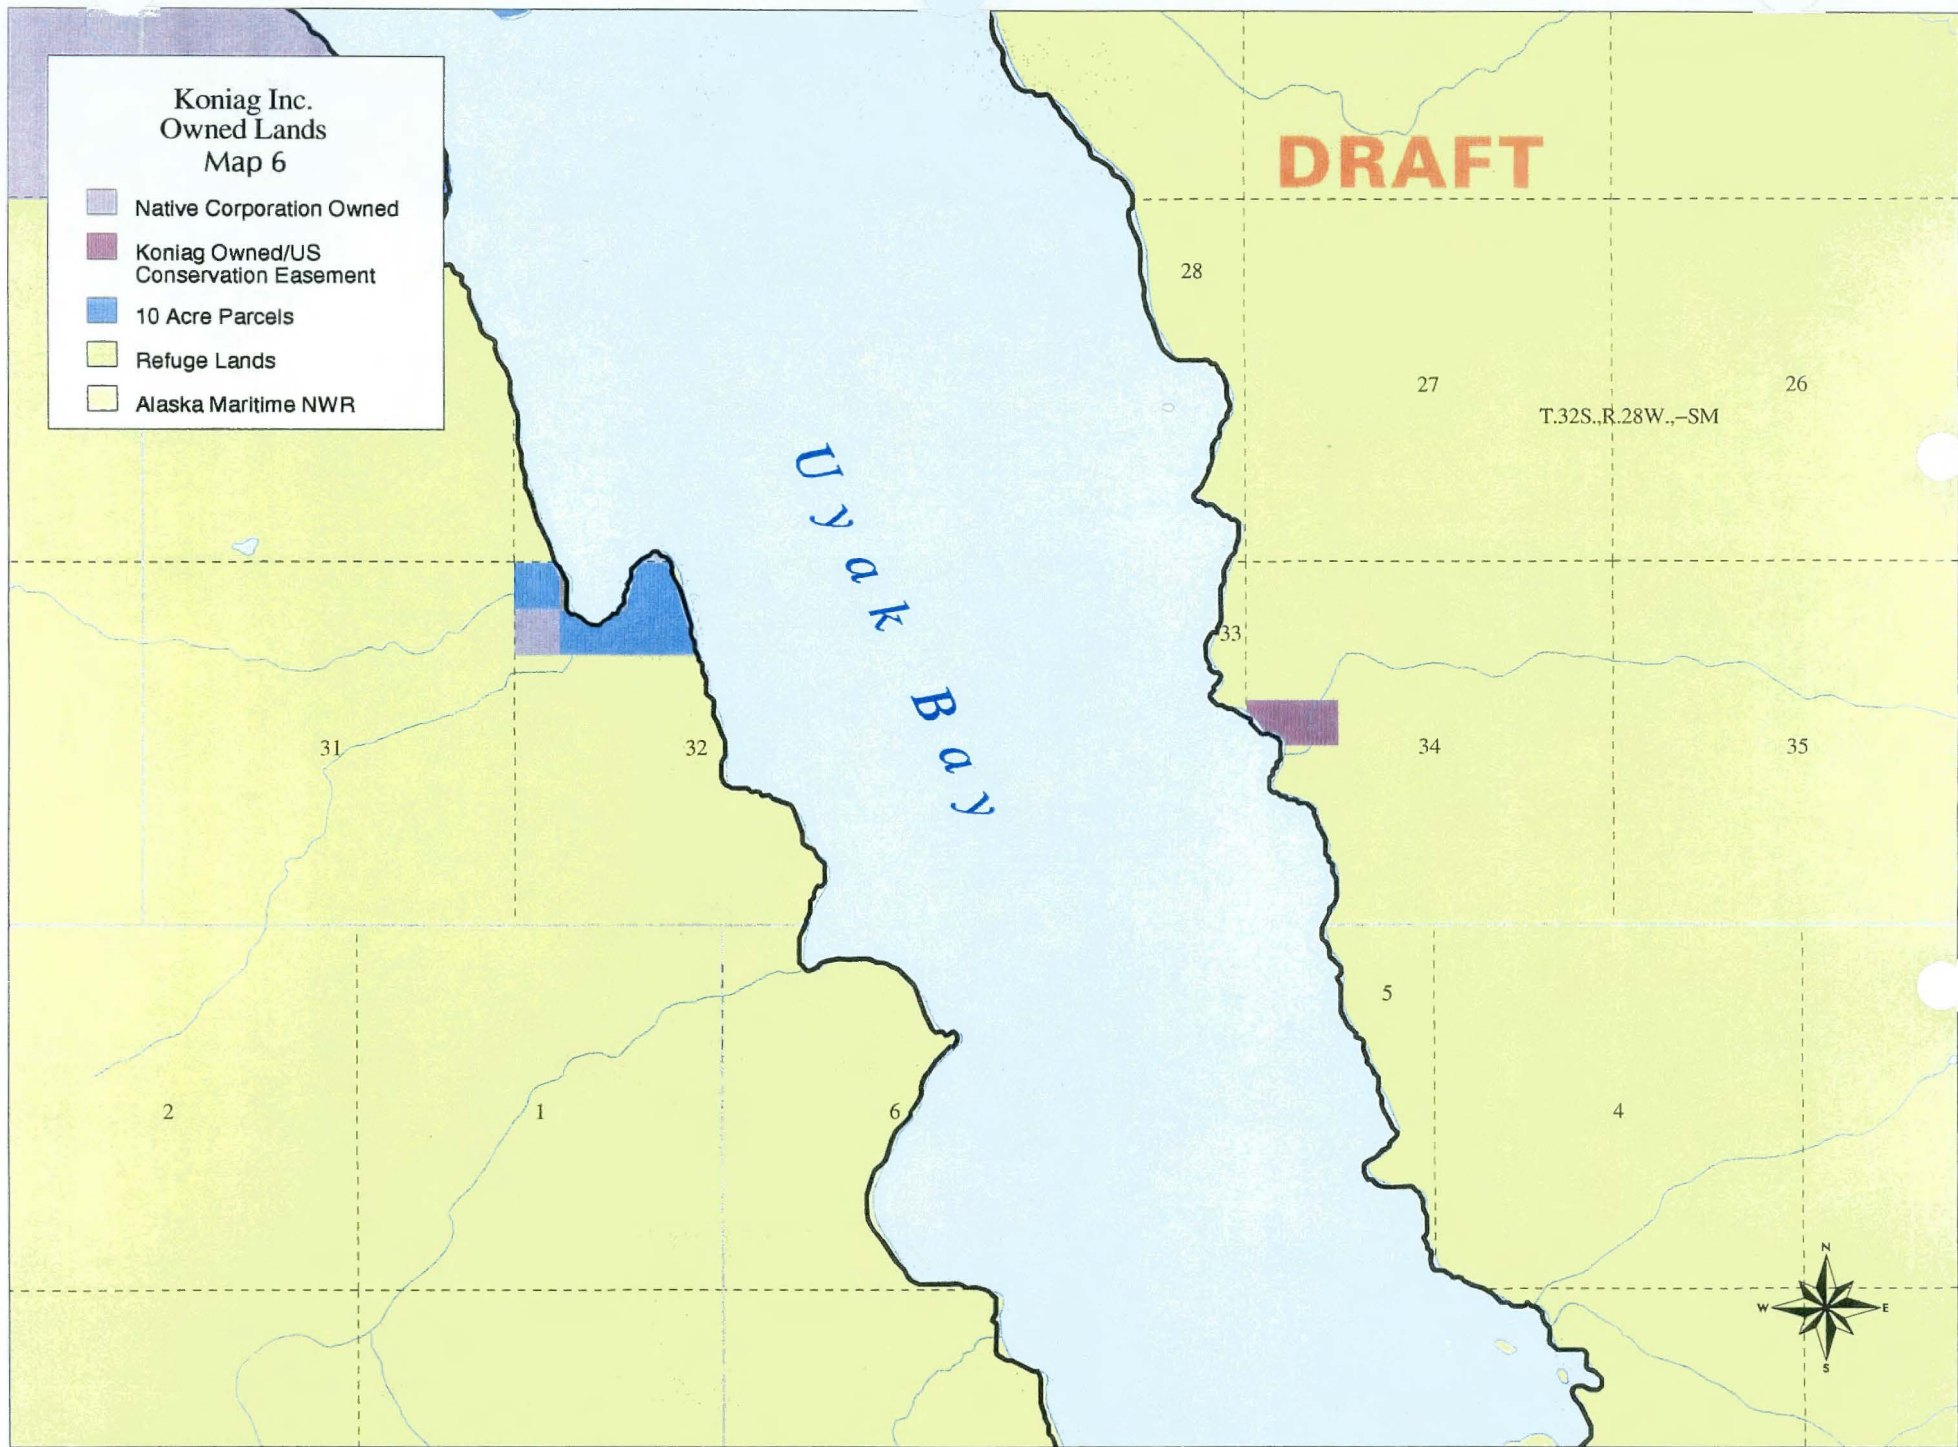 Koniag Inc.
Owned Lands
Map 6
Native Corporation Owned
Koniag Owned/US
Conservation Easement
10 Acre Parcels
Refuge Lands
Alaska Maritime NWR
DRAFT
28
27
26
T.32S.,R.28W.,–SM
Uyak Bay
33
31
32
34
35
5
2
1
6
4
N
W
E
S